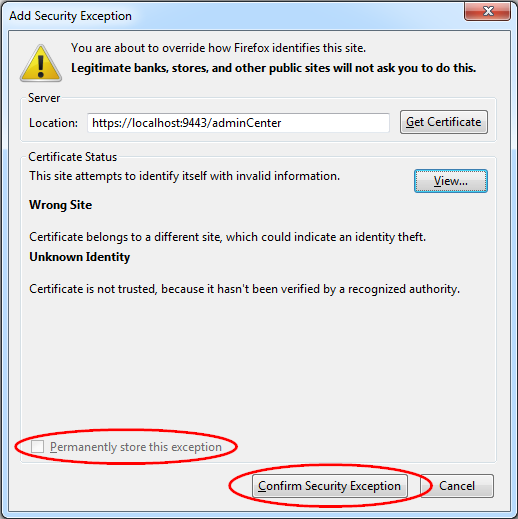 Add Security Exception
You are about to override how Firefox identifies this site.
Legitimate banks, stores, and other public sites will not ask you to do this.
Server
Location: https://localhost:9443/adminCenter Get Certificate
Certificate Status
This site attempts to identify itself with invalid information. View...
Wrong Site
Certificate belongs to a different site, which could indicate an identity theft.
Unknown Identity
Certificate is not trusted, because it hasn't been verified by a recognized authority.
Permanently store this exception
Confirm Security Exception Cancel